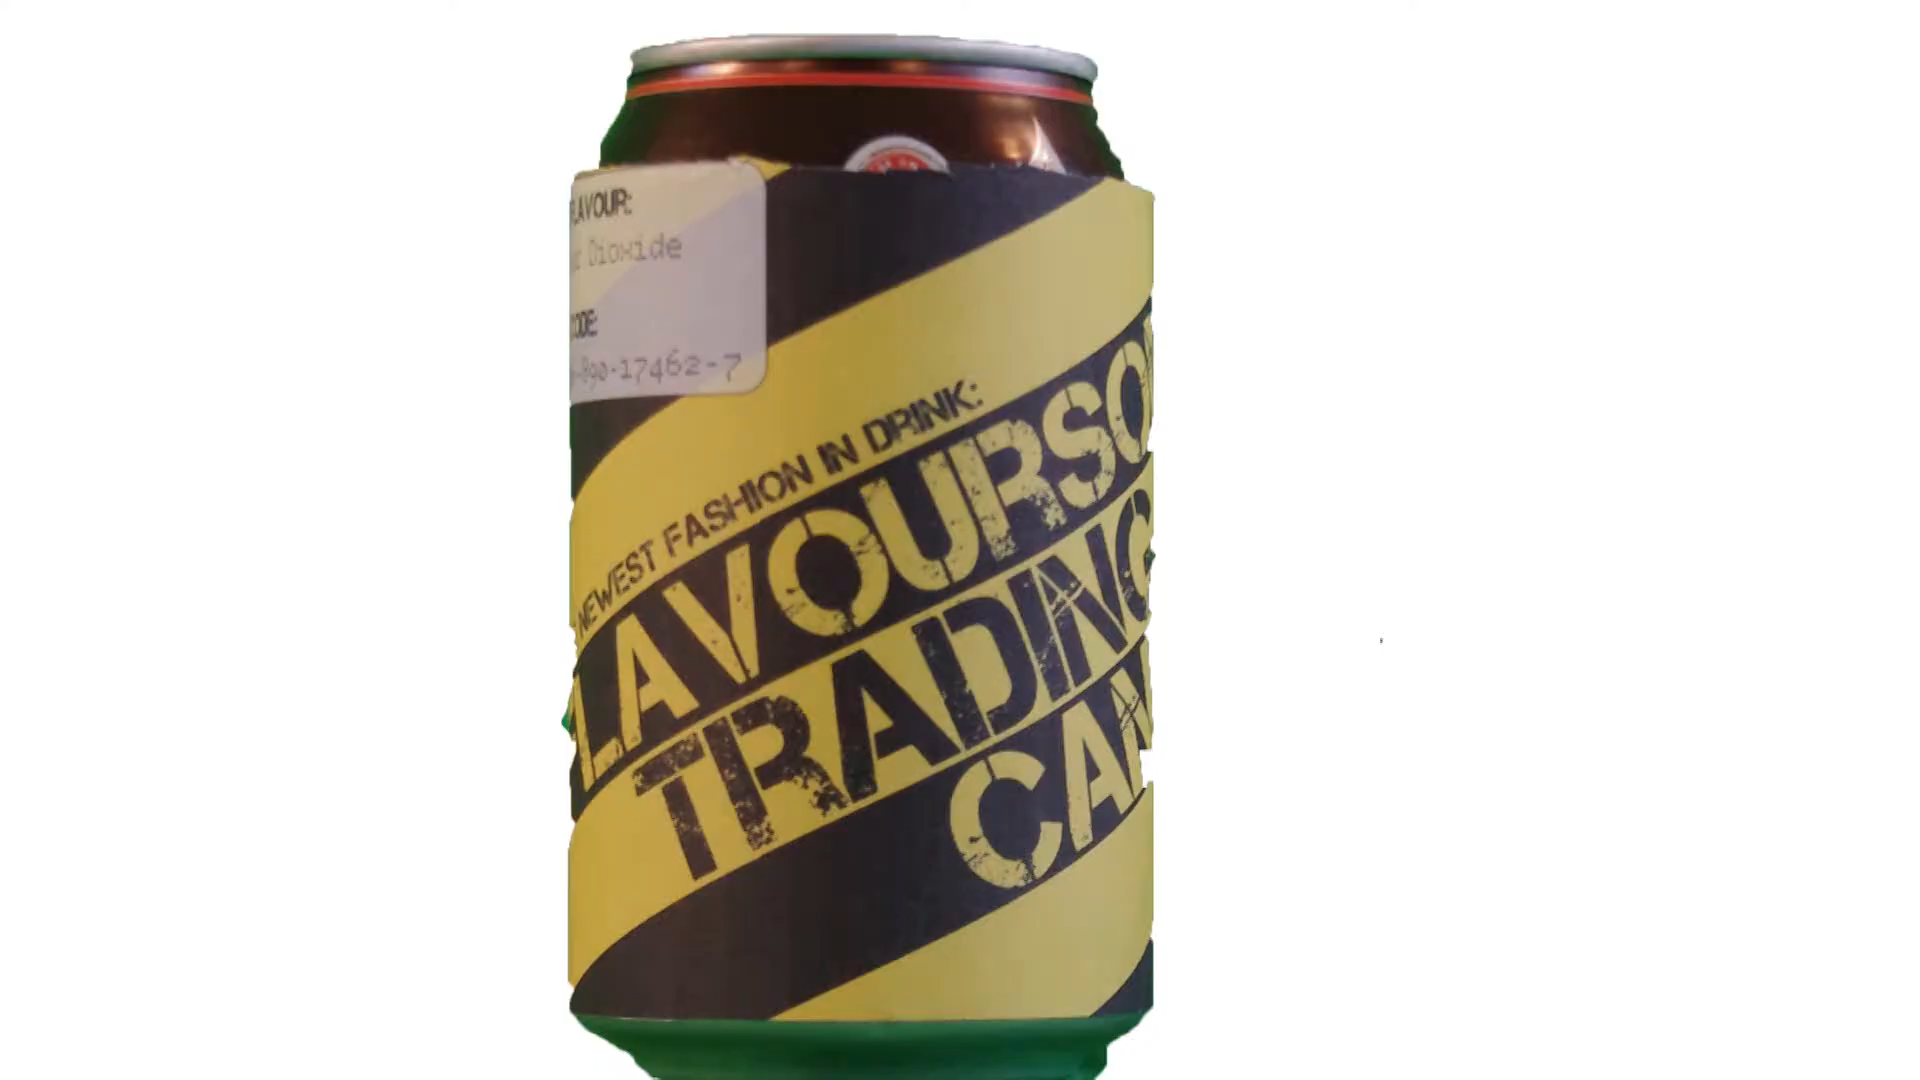 LAVOUR:
Dioxide
CODE:
-890-17462-7
NEWEST FASHION IN DRINK:
LAVOURSO
TRADING
CAN